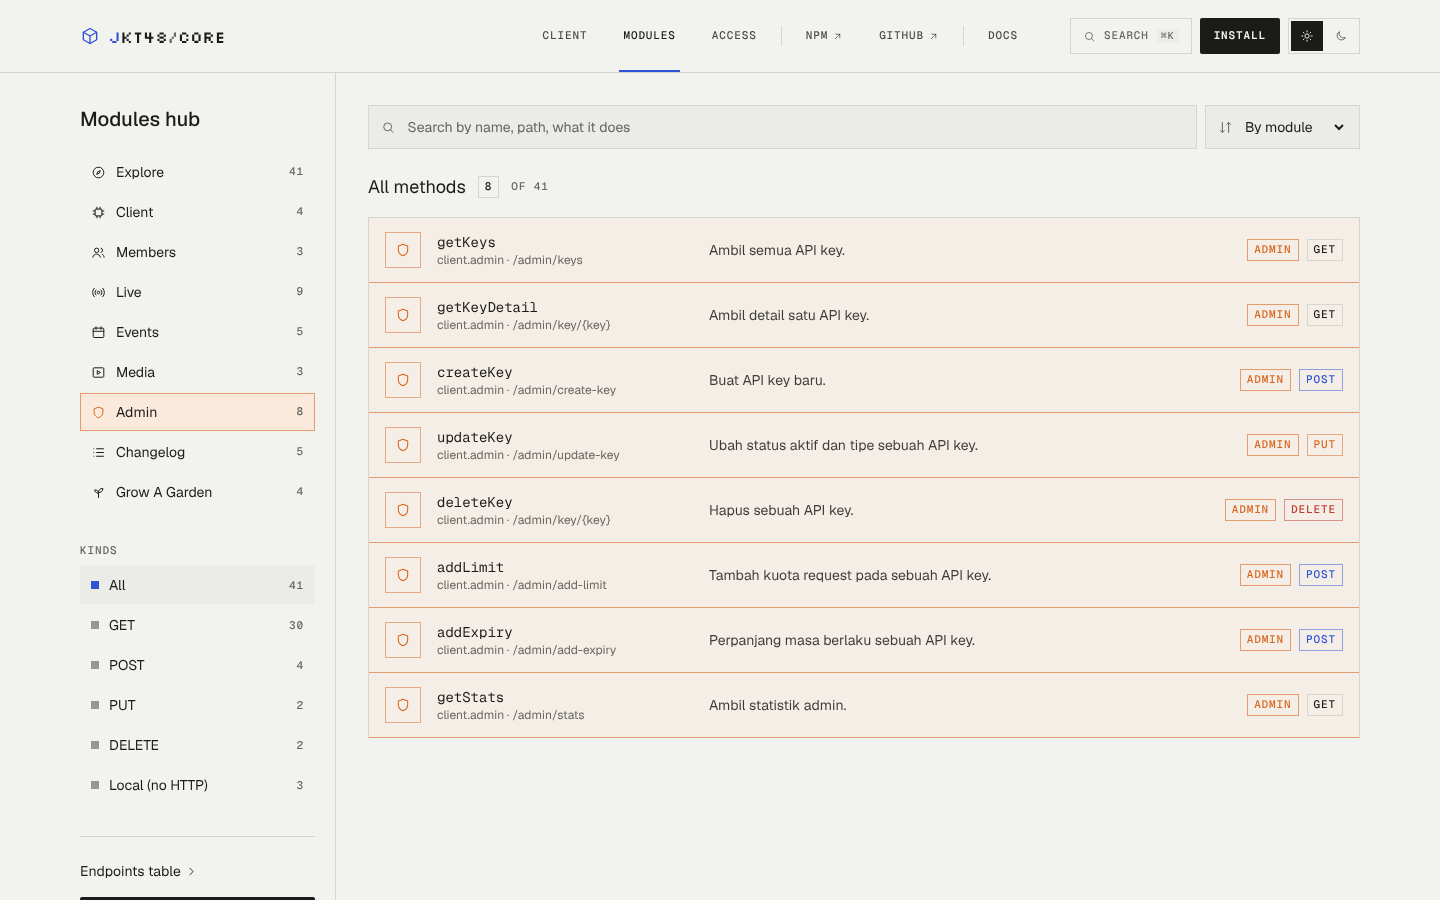 JKT48/CORE
CLIENT
MODULES
ACCESS
NPM ↗
GITHUB ↗
DOCS
SEARCH ⌘K
INSTALL
Modules hub
Explore 41
Client 4
Members 3
Live 9
Events 5
Media 3
Admin 8
Changelog 5
Grow A Garden 4
KINDS
All 41
GET 30
POST 4
PUT 2
DELETE 2
Local (no HTTP) 3
Endpoints table >
Search by name, path, what it does
By module
All methods 8 OF 41
getKeys
client.admin · /admin/keys
Ambil semua API key.
ADMIN GET
getKeyDetail
client.admin · /admin/key/{key}
Ambil detail satu API key.
ADMIN GET
createKey
client.admin · /admin/create-key
Buat API key baru.
ADMIN POST
updateKey
client.admin · /admin/update-key
Ubah status aktif dan tipe sebuah API key.
ADMIN PUT
deleteKey
client.admin · /admin/key/{key}
Hapus sebuah API key.
ADMIN DELETE
addLimit
client.admin · /admin/add-limit
Tambah kuota request pada sebuah API key.
ADMIN POST
addExpiry
client.admin · /admin/add-expiry
Perpanjang masa berlaku sebuah API key.
ADMIN POST
getStats
client.admin · /admin/stats
Ambil statistik admin.
ADMIN GET